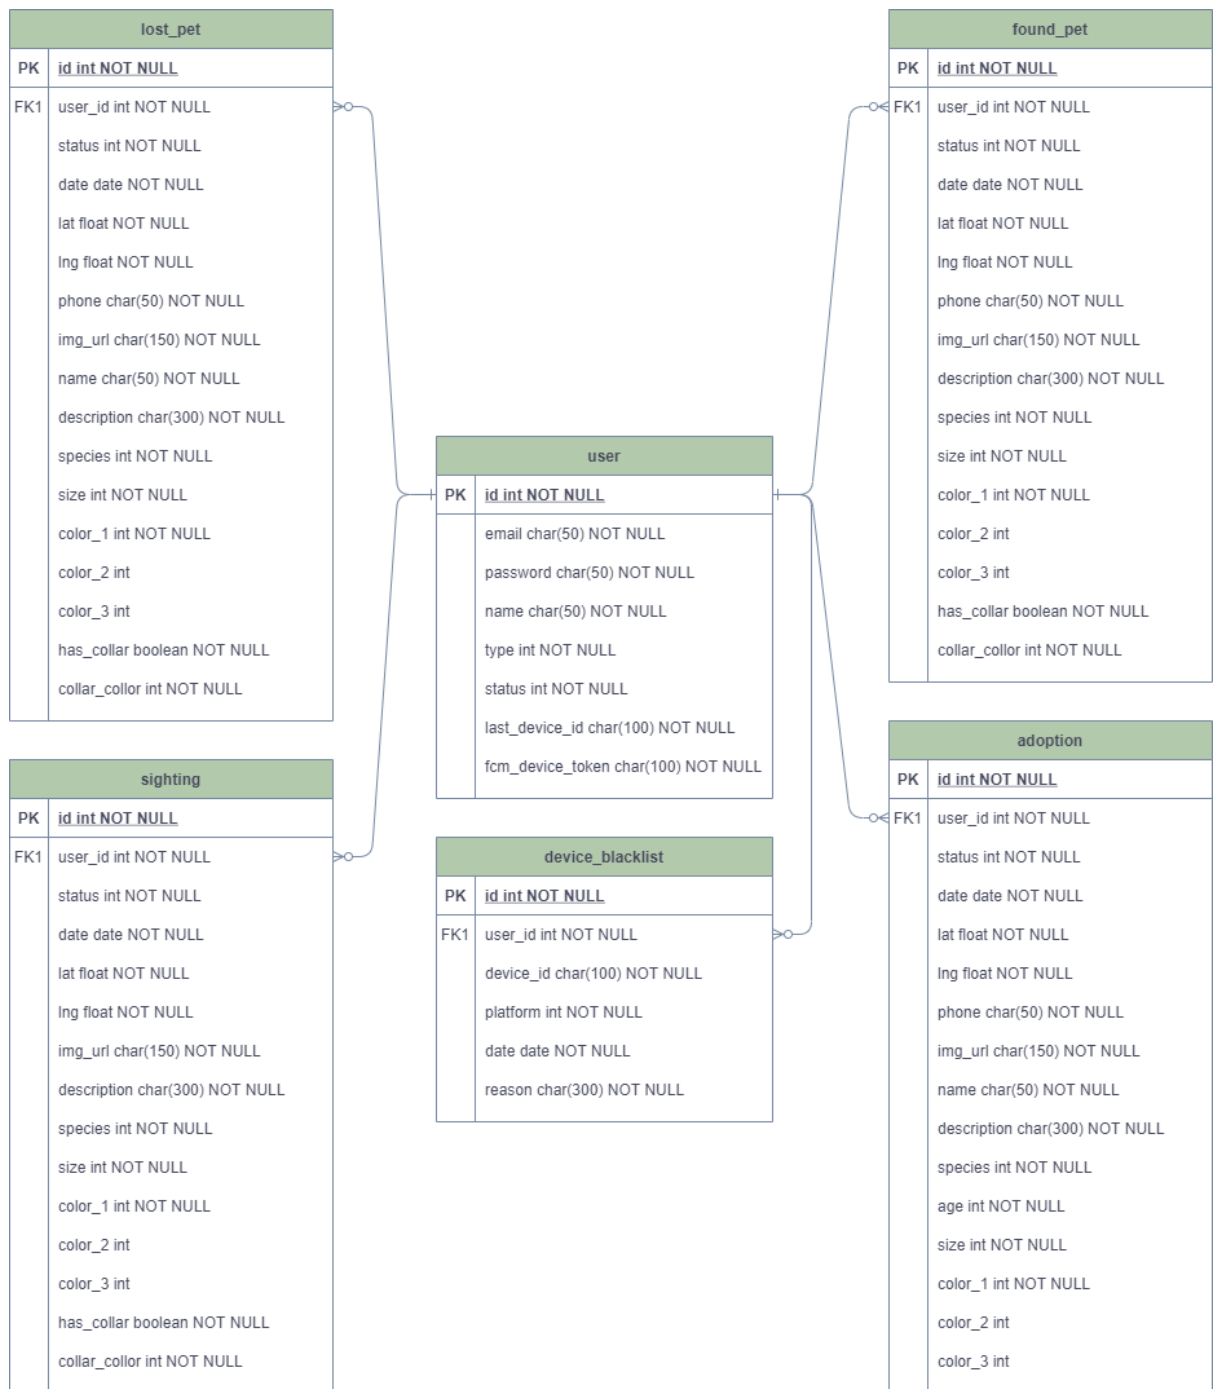 lost_pet
PK id int NOT NULL
FK1 user_id int NOT NULL
status int NOT NULL
date date NOT NULL
lat float NOT NULL
lng float NOT NULL
phone char(50) NOT NULL
img_url char(150) NOT NULL
name char(50) NOT NULL
description char(300) NOT NULL
species int NOT NULL
size int NOT NULL
color_1 int NOT NULL
color_2 int
color_3 int
has_collar boolean NOT NULL
collar_collor int NOT NULL
sighting
PK id int NOT NULL
FK1 user_id int NOT NULL
status int NOT NULL
date date NOT NULL
lat float NOT NULL
lng float NOT NULL
img_url char(150) NOT NULL
description char(300) NOT NULL
species int NOT NULL
size int NOT NULL
color_1 int NOT NULL
color_2 int
color_3 int
has_collar boolean NOT NULL
collar_collor int NOT NULL
user
PK id int NOT NULL
email char(50) NOT NULL
password char(50) NOT NULL
name char(50) NOT NULL
type int NOT NULL
status int NOT NULL
last_device_id char(100) NOT NULL
fcm_device_token char(100) NOT NULL
device_blacklist
PK id int NOT NULL
FK1 user_id int NOT NULL
device_id char(100) NOT NULL
platform int NOT NULL
date date NOT NULL
reason char(300) NOT NULL
found_pet
PK id int NOT NULL
FK1 user_id int NOT NULL
status int NOT NULL
date date NOT NULL
lat float NOT NULL
lng float NOT NULL
phone char(50) NOT NULL
img_url char(150) NOT NULL
description char(300) NOT NULL
species int NOT NULL
size int NOT NULL
color_1 int NOT NULL
color_2 int
color_3 int
has_collar boolean NOT NULL
collar_collor int NOT NULL
adoption
PK id int NOT NULL
FK1 user_id int NOT NULL
status int NOT NULL
date date NOT NULL
lat float NOT NULL
lng float NOT NULL
phone char(50) NOT NULL
img_url char(150) NOT NULL
name char(50) NOT NULL
description char(300) NOT NULL
species int NOT NULL
age int NOT NULL
size int NOT NULL
color_1 int NOT NULL
color_2 int
color_3 int